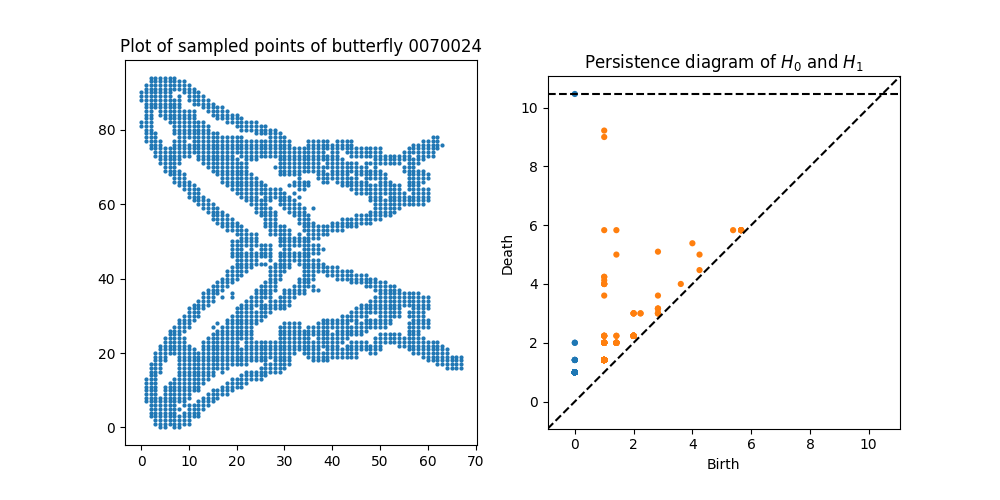 Plot of sampled points of butterfly 0070024
80
60
40
20
0
0 10 20 30 40 50 60 70
Persistence diagram of H₀ and H₁
Death
10
8
6
4
2
0
0 2 4 6 8 10
Birth